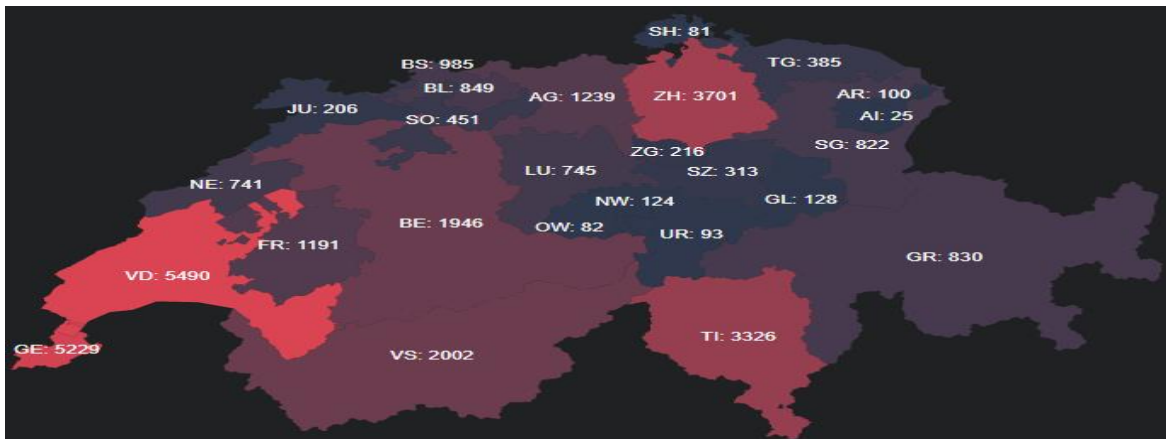 SH: 81
BS: 985
TG: 385
BL: 849
AG: 1239
ZH: 3701
AR: 100
JU: 206
SO: 451
AI: 25
ZG: 216
SG: 822
LU: 745
SZ: 313
NE: 741
NW: 124
GL: 128
BE: 1946
OW: 82
UR: 93
FR: 1191
GR: 830
VD: 5490
TI: 3326
GE: 5229
VS: 2002